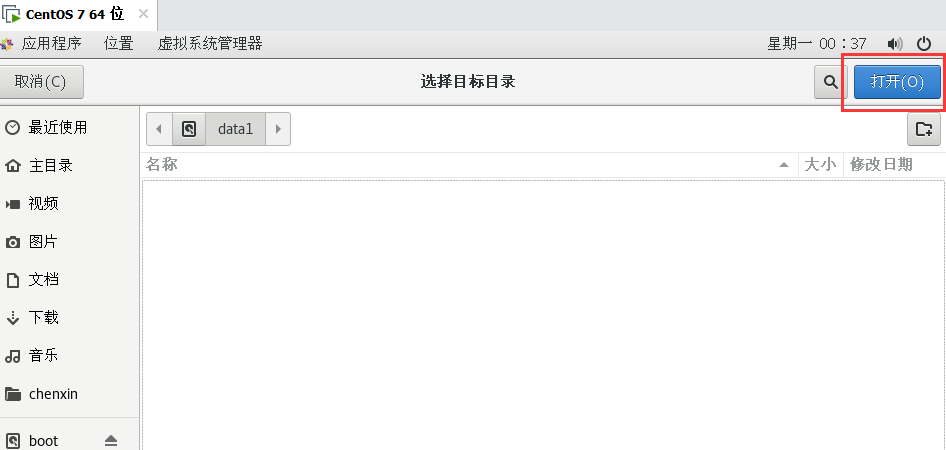 CentOS 7 64 位
应用程序 位置 虚拟系统管理器 星期一 00：37
取消(C) 选择目标目录 打开(O)
最近使用 data1
名称 大小 修改日期
主目录
视频
图片
文档
下载
音乐
chenxin
boot